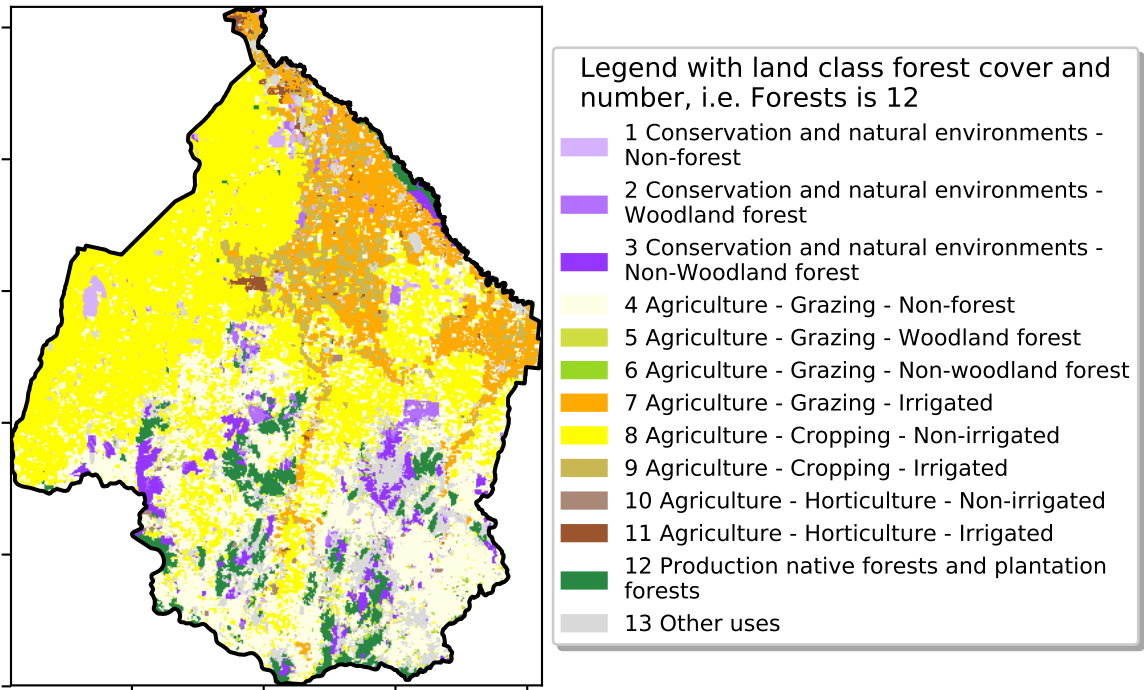 Legend with land class forest cover and
number, i.e. Forests is 12
1 Conservation and natural environments -
Non-forest
2 Conservation and natural environments -
Woodland forest
3 Conservation and natural environments -
Non-Woodland forest
4 Agriculture - Grazing - Non-forest
5 Agriculture - Grazing - Woodland forest
6 Agriculture - Grazing - Non-woodland forest
7 Agriculture - Grazing - Irrigated
8 Agriculture - Cropping - Non-irrigated
9 Agriculture - Cropping - Irrigated
10 Agriculture - Horticulture - Non-irrigated
11 Agriculture - Horticulture - Irrigated
12 Production native forests and plantation
forests
13 Other uses